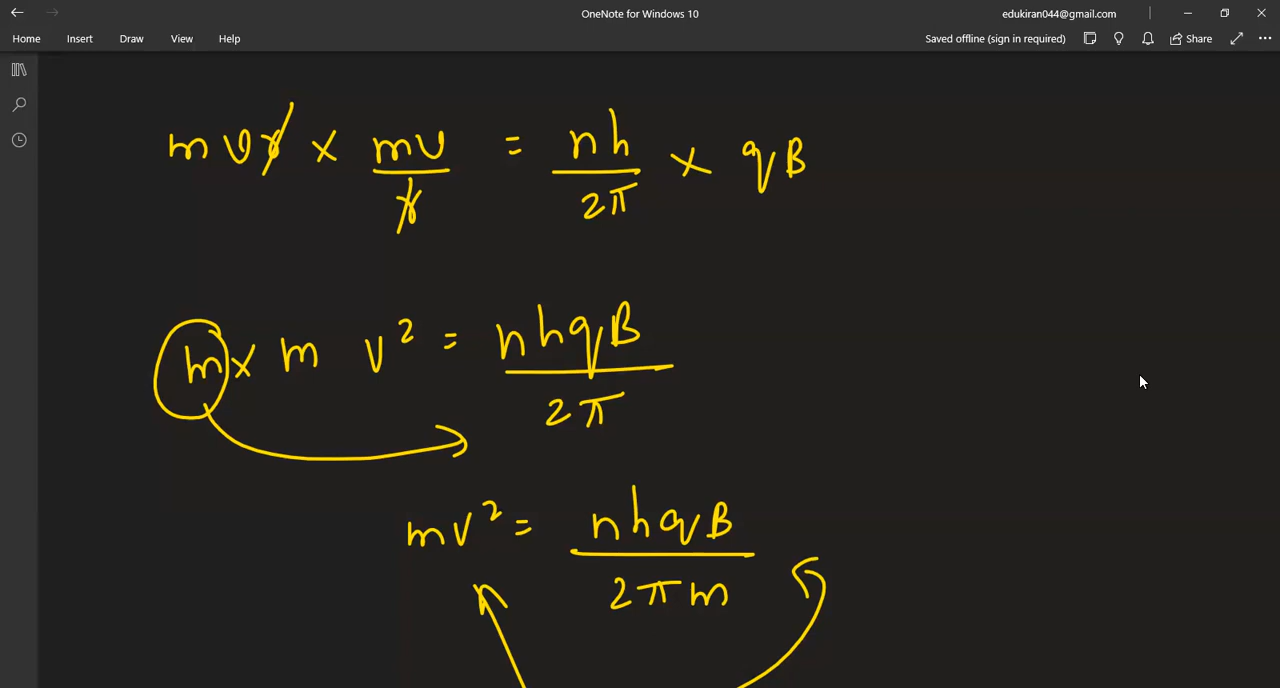 OneNote for Windows 10
edukiran044@gmail.com
Home Insert Draw View Help
Saved offline (sign in required)
Share
mvr × mv/r = nh/2π × qB
m × m v² = nhqB/2π
mv² = nhqB/2πm